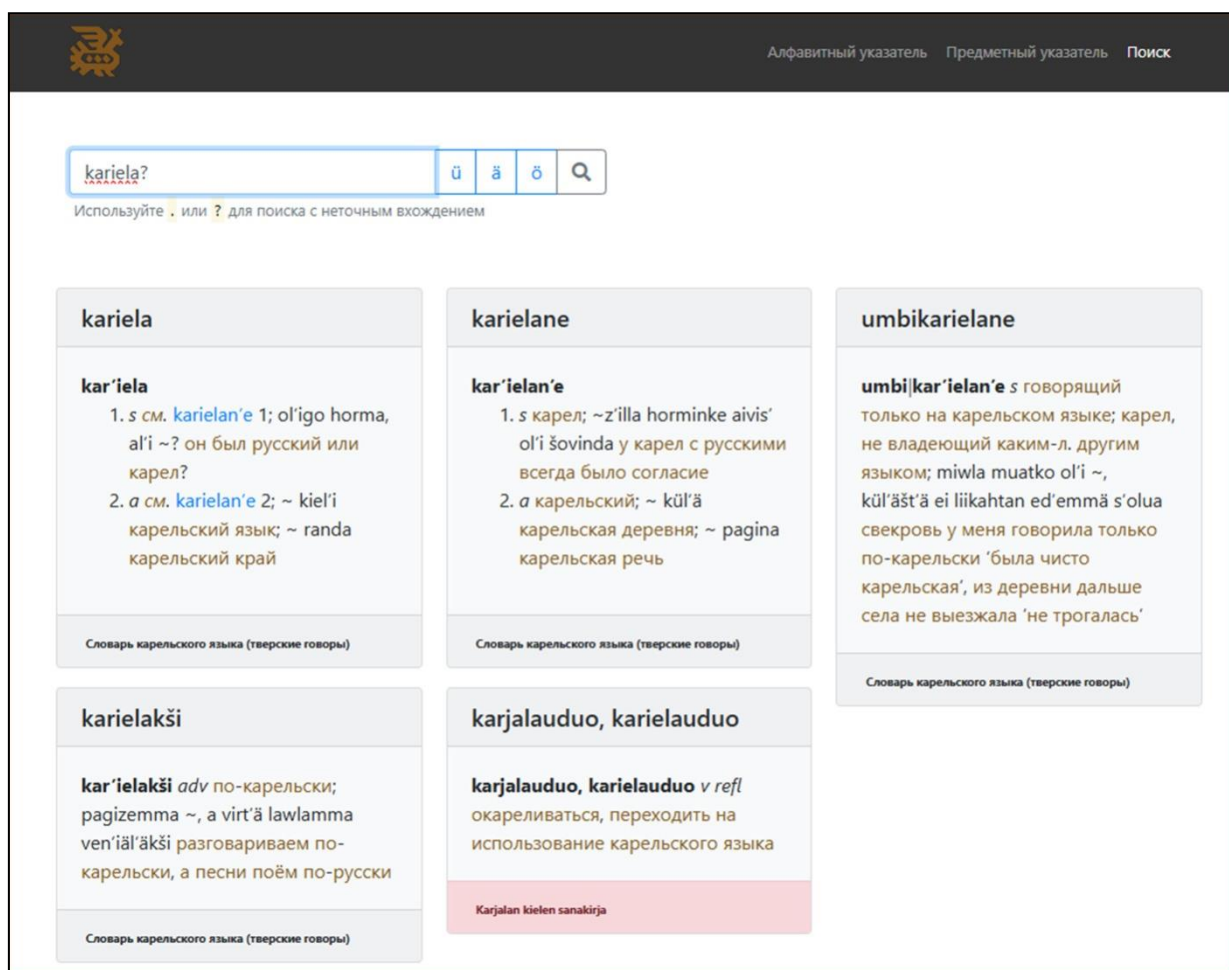 Алфавитный указатель Предметный указатель Поиск
kariela?
ü ä ö
Используйте . или ? для поиска с неточным вхождением
kariela
kar′iela
1. s см. karielan′e 1; ol′igo horma,
al′i ~? он был русский или
карел?
2. a см. karielan′e 2; ~ kiel′i
карельский язык; ~ randa
карельский край
Словарь карельского языка (тверские говоры)
karielane
kar′ielan′e
1. s карел; ~z′illa horminke aivis′
ol′i šovinda у карел с русскими
всегда было согласие
2. a карельский; ~ kül′ä
карельская деревня; ~ pagina
карельская речь
Словарь карельского языка (тверские говоры)
umbikarielane
umbi|kar′ielan′e s говорящий
только на карельском языке; карел,
не владеющий каким-л. другим
языком; miwla muatko ol′i ~,
kül′äšt′ä ei liikahtan ed′emmä s′olua
свекровь у меня говорила только
по-карельски ′была чисто
карельская′, из деревни дальше
села не выезжала ′не трогалась′
Словарь карельского языка (тверские говоры)
karielakši
kar′ielakši adv по-карельски;
pagizemma ~, a virt′ä lawlamma
ven′iäl′äkši разговариваем по-
карельски, а песни поём по-русски
Словарь карельского языка (тверские говоры)
karjalauduo, karielauduo
karjalauduo, karielauduo v refl
окареливаться, переходить на
использование карельского языка
Karjalan kielen sanakirja